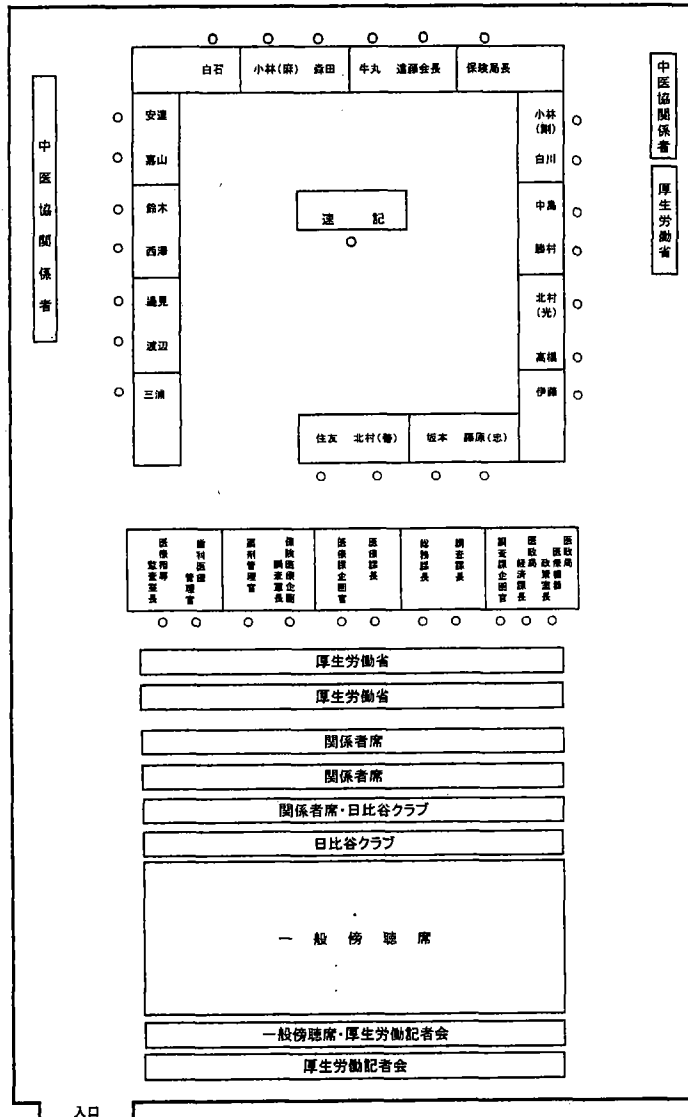 白石 小林(麻) 森田 牛丸 遠藤会長 保険局長
中医協関係者
厚生労働省
中医協関係者
安達
嘉山
鈴木
西澤
邉見
渡辺
三浦
小林(剛)
白川
中島
勝村
北村(光)
高橋
伊藤
速記
住友 北村(善) 坂本 藤原(忠)
医療指導監査室長
歯科医療管理官
薬剤管理官
保険医療企画調査室長
医療課企画官
医療課長
総務課長
調査課長
調査課企画官
医政局経済課長
医政局医療機器政策室長
厚生労働省
厚生労働省
関係者席
関係者席
関係者席・日比谷クラブ
日比谷クラブ
一般傍聴席
一般傍聴席・厚生労働記者会
厚生労働記者会
入口